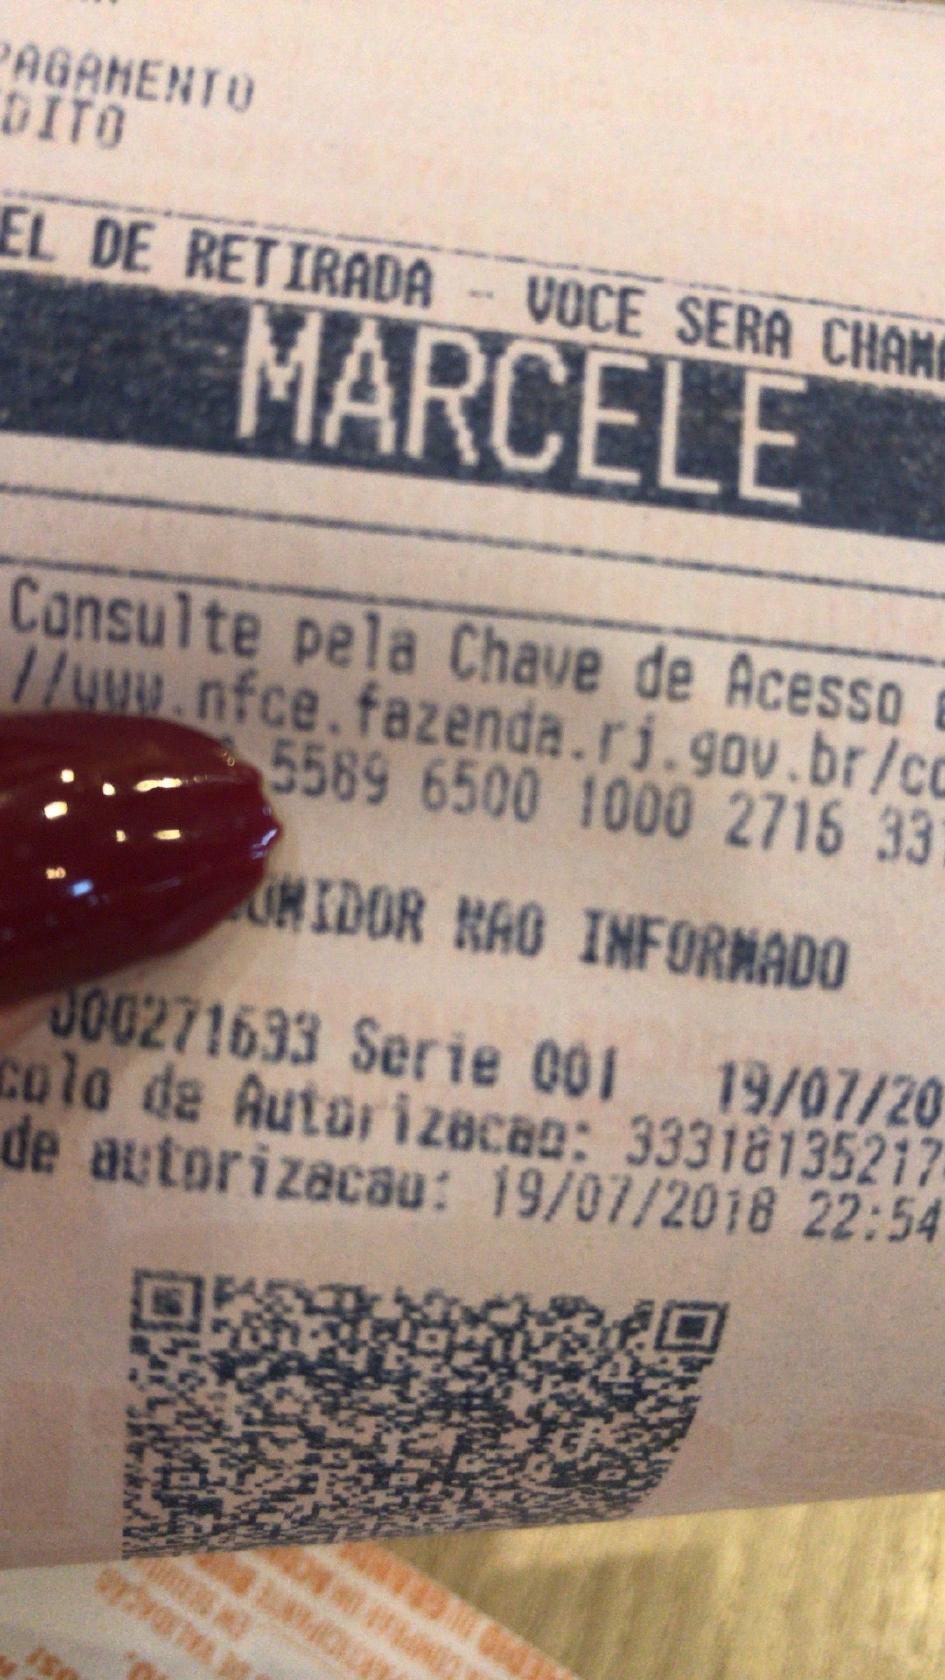 PAGAMENTO
DITO
EL DE RETIRADA - VOCE SERA CHAMA
MARCELE
Consulte pela Chave de Acesso
//www.nfce.fazenda.rj.gov.br/co
5589 6500 1000 2716 33
UMIDOR NAO INFORMADO
000271633 Serie 001 19/07/20
colo de Autorizacao: 33318135217
de autorizacao: 19/07/2018 22:54